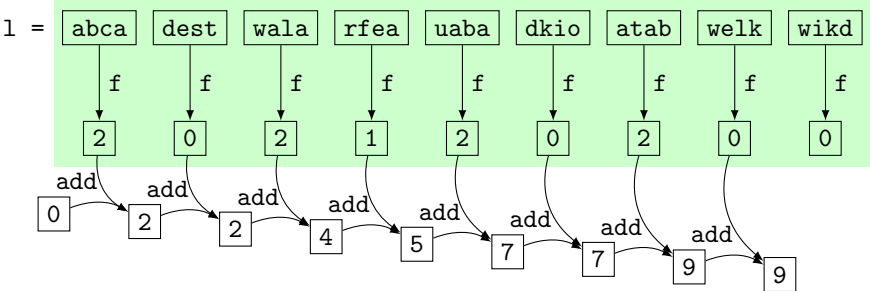 l = abca dest wala rfea uaba dkio atab welk wikd
f f f f f f f f f
2 0 2 1 2 0 2 0 0
add add add add add add add add
0 2 2 4 5 7 7 9 9